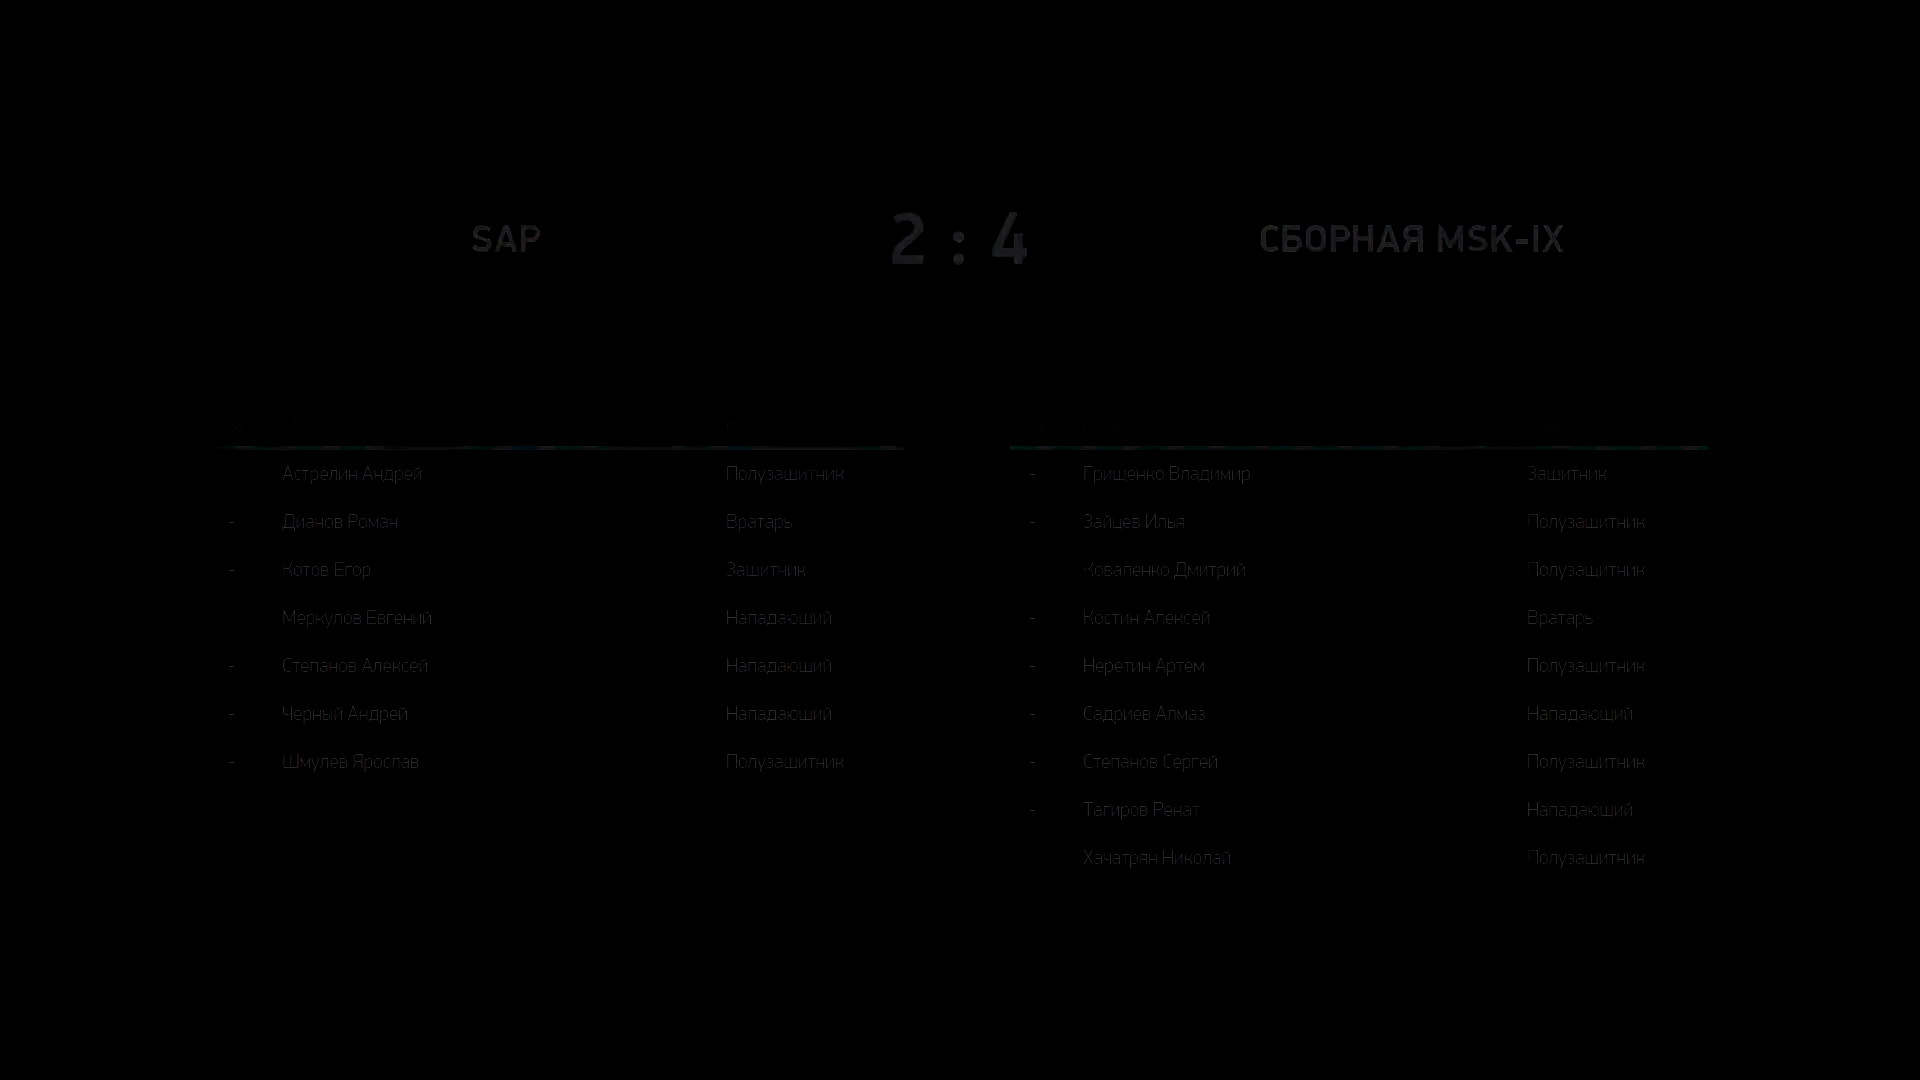 SAP 2 : 4 СБОРНАЯ MSK-IX
Астрелин Андрей Полузащитник
- Дианов Роман Вратарь
- Котов Егор Защитник
Меркулов Евгений Нападающий
- Степанов Алексей Нападающий
- Черный Андрей Нападающий
- Шмулев Ярослав Полузащитник
- Грищенко Владимир Защитник
- Зайцев Илья Полузащитник
Коваленко Дмитрий Полузащитник
- Костин Алексей Вратарь
- Неретин Артем Полузащитник
- Садриев Алмаз Нападающий
- Степанов Сергей Полузащитник
- Тагиров Ренат Нападающий
Хачатрян Николай Полузащитник